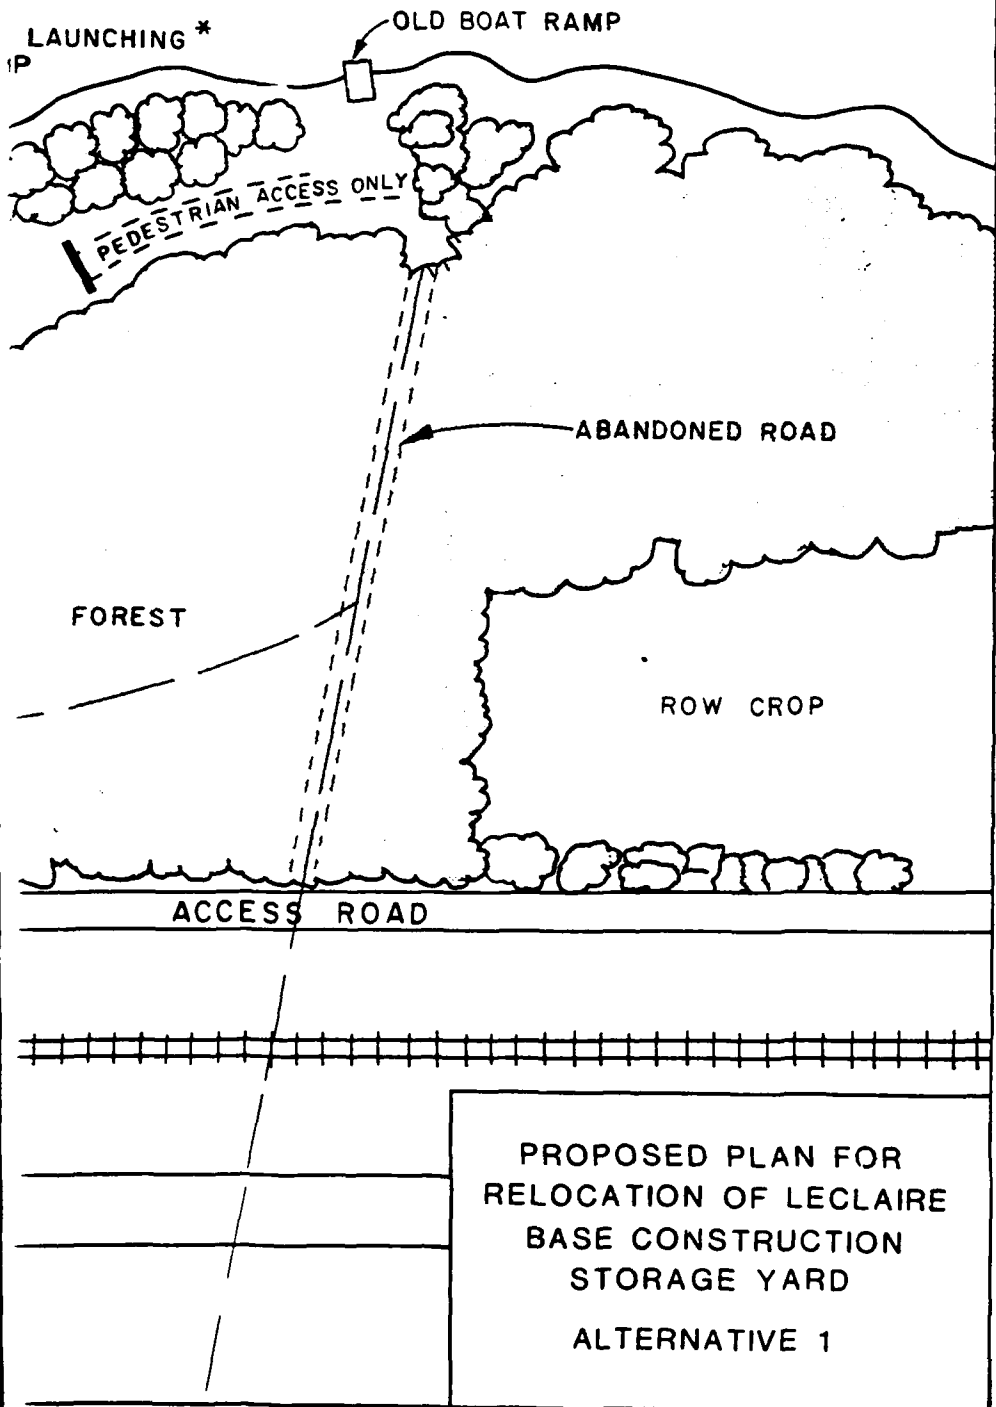 OLD BOAT RAMP
LAUNCHING *
PEDESTRIAN ACCESS ONLY
ABANDONED ROAD
FOREST
ROW CROP
ACCESS ROAD
PROPOSED PLAN FOR
RELOCATION OF LECLAIRE
BASE CONSTRUCTION
STORAGE YARD
ALTERNATIVE 1